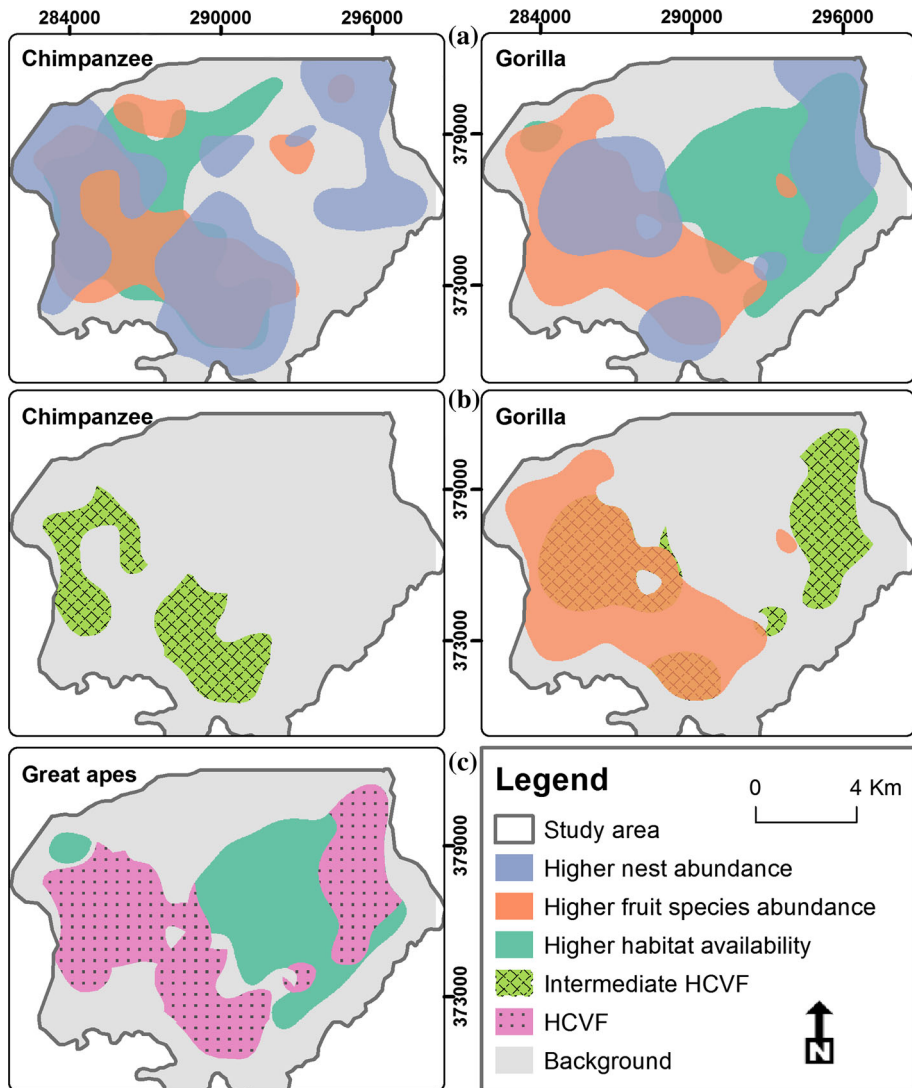 284000 290000 296000 (a) 284000 290000 296000
Chimpanzee
Gorilla
379000
373000
(b)
Chimpanzee
Gorilla
379000
373000
(c)
Great apes
379000
373000
Legend
0 4 Km
Study area
Higher nest abundance
Higher fruit species abundance
Higher habitat availability
Intermediate HCVF
HCVF
Background
N